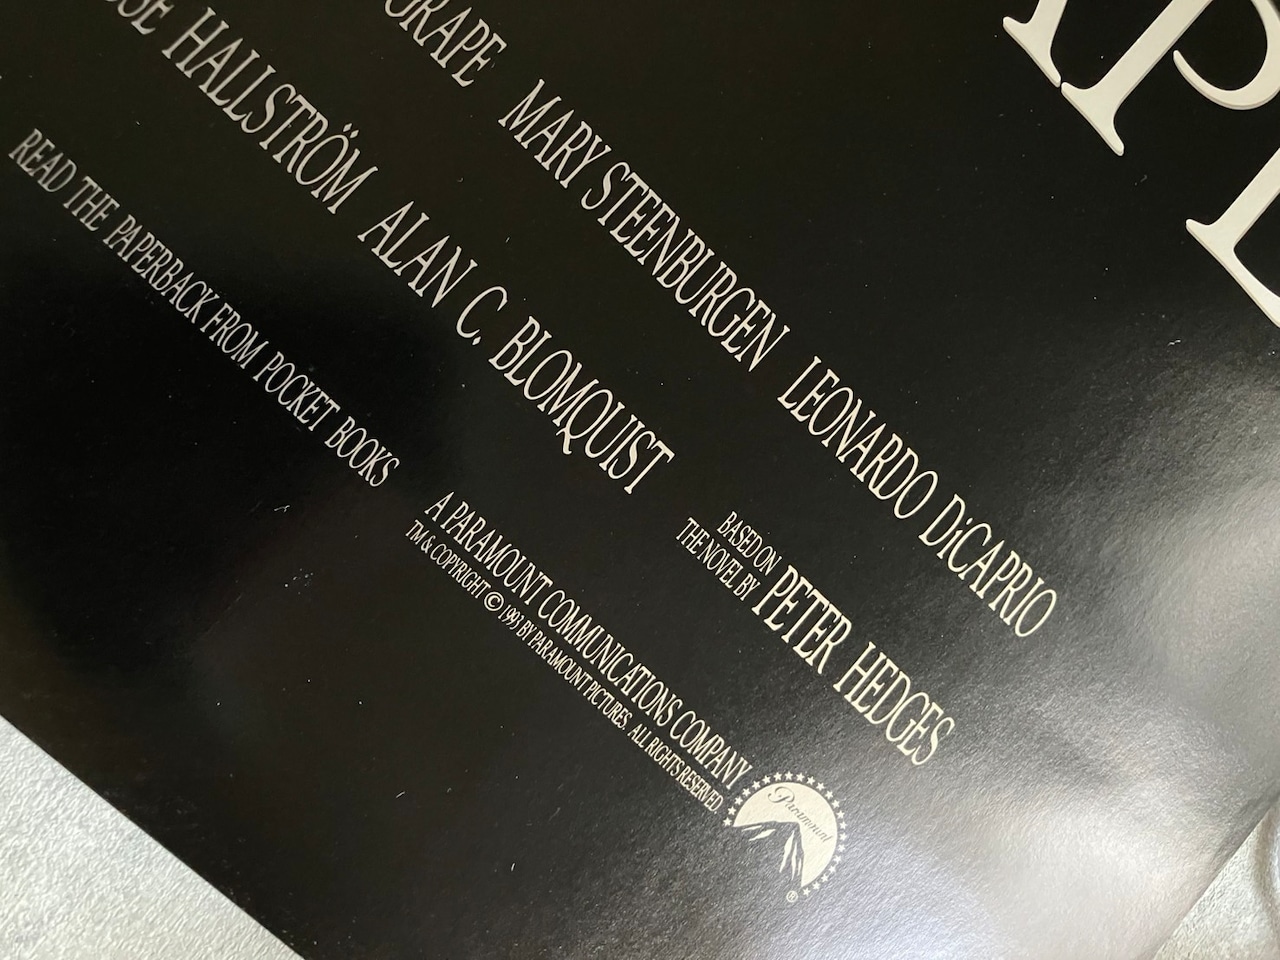 APE
GRAPE MARY STEENBURGEN LEONARDO DiCAPRIO
HALLSTRÖM ALAN C. BLOMQUIST
BASED ON
THE NOVEL BY PETER HEDGES
READ THE PAPERBACK FROM POCKET BOOKS
A PARAMOUNT COMMUNICATIONS COMPANY
TM & COPYRIGHT © 1993 BY PARAMOUNT PICTURES. ALL RIGHTS RESERVED.
Paramount
®